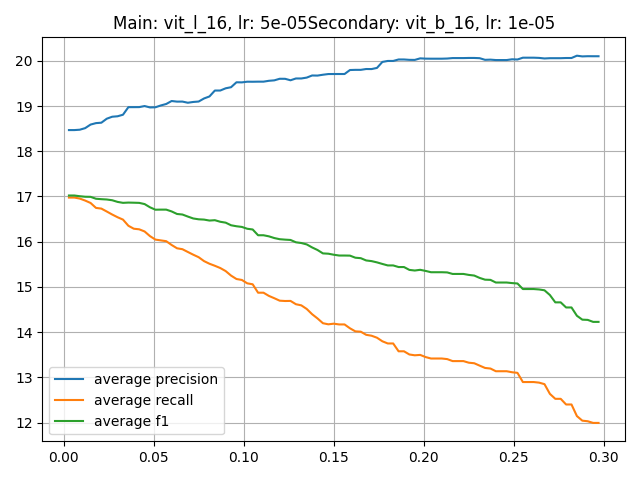 Main: vit_l_16, lr: 5e-05Secondary: vit_b_16, lr: 1e-05
20
19
18
17
16
15
14
13
12
average precision
average recall
average f1
0.00 0.05 0.10 0.15 0.20 0.25 0.30